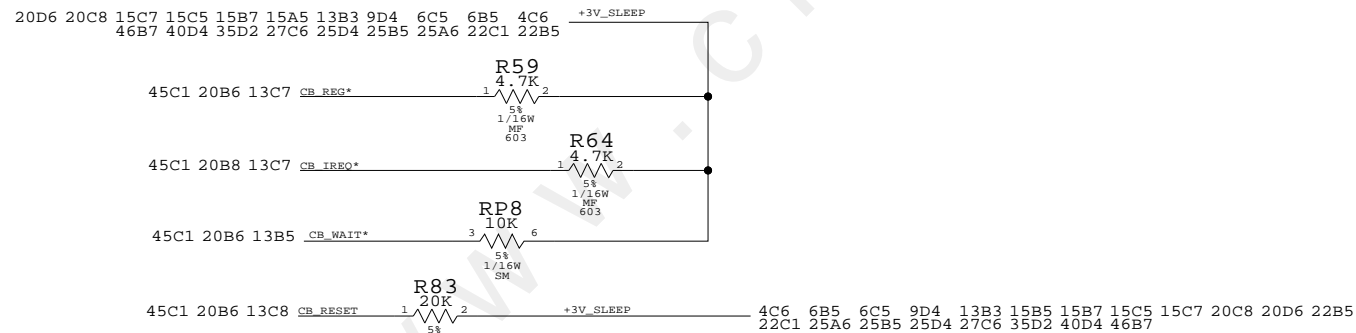 20D6 20C8 15C7 15C5 15B7 15A5 13B3 9D4 6C5 6B5 4C6 +3V_SLEEP
46B7 40D4 35D2 27C6 25D4 25B5 25A6 22C1 22B5
R59
4.7K
45C1 20B6 13C7 CB_REG* 1 2
5%
1/16W
MF
603
R64
4.7K
45C1 20B8 13C7 CB_IREQ* 1 2
5%
1/16W
MF
603
RP8
10K
45C1 20B6 13B5 CB_WAIT* 3 6
5%
1/16W
SM
R83
20K
45C1 20B6 13C8 CB_RESET 1 2 +3V_SLEEP 4C6 6B5 6C5 9D4 13B3 15B5 15B7 15C5 15C7 20C8 20D6 22B5
22C1 25A6 25B5 25D4 27C6 35D2 40D4 46B7
5%